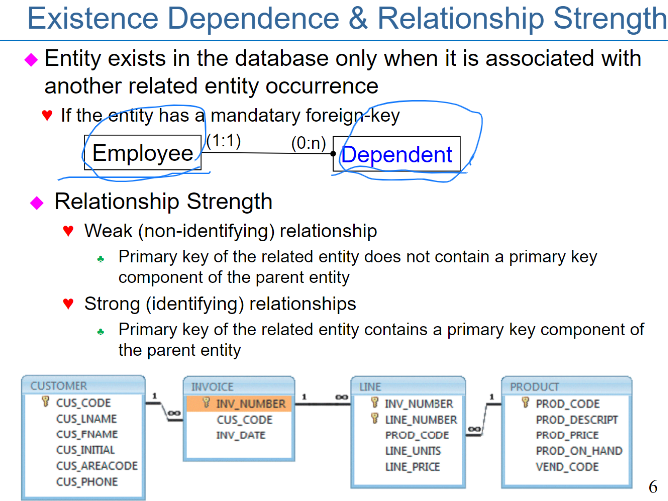 Existence Dependence & Relationship Strength
Entity exists in the database only when it is associated with
another related entity occurrence
If the entity has a mandatary foreign-key
Employee (1:1) (0:n) Dependent
Relationship Strength
Weak (non-identifying) relationship
Primary key of the related entity does not contain a primary key
component of the parent entity
Strong (identifying) relationships
Primary key of the related entity contains a primary key component of
the parent entity
CUSTOMER
CUS_CODE
CUS_LNAME
CUS_FNAME
CUS_INITIAL
CUS_AREACODE
CUS_PHONE
1
∞
INVOICE
INV_NUMBER
CUS_CODE
INV_DATE
1
∞
LINE
INV_NUMBER
LINE_NUMBER
PROD_CODE
LINE_UNITS
LINE_PRICE
∞
1
PRODUCT
PROD_CODE
PROD_DESCRIPT
PROD_PRICE
PROD_ON_HAND
VEND_CODE
6